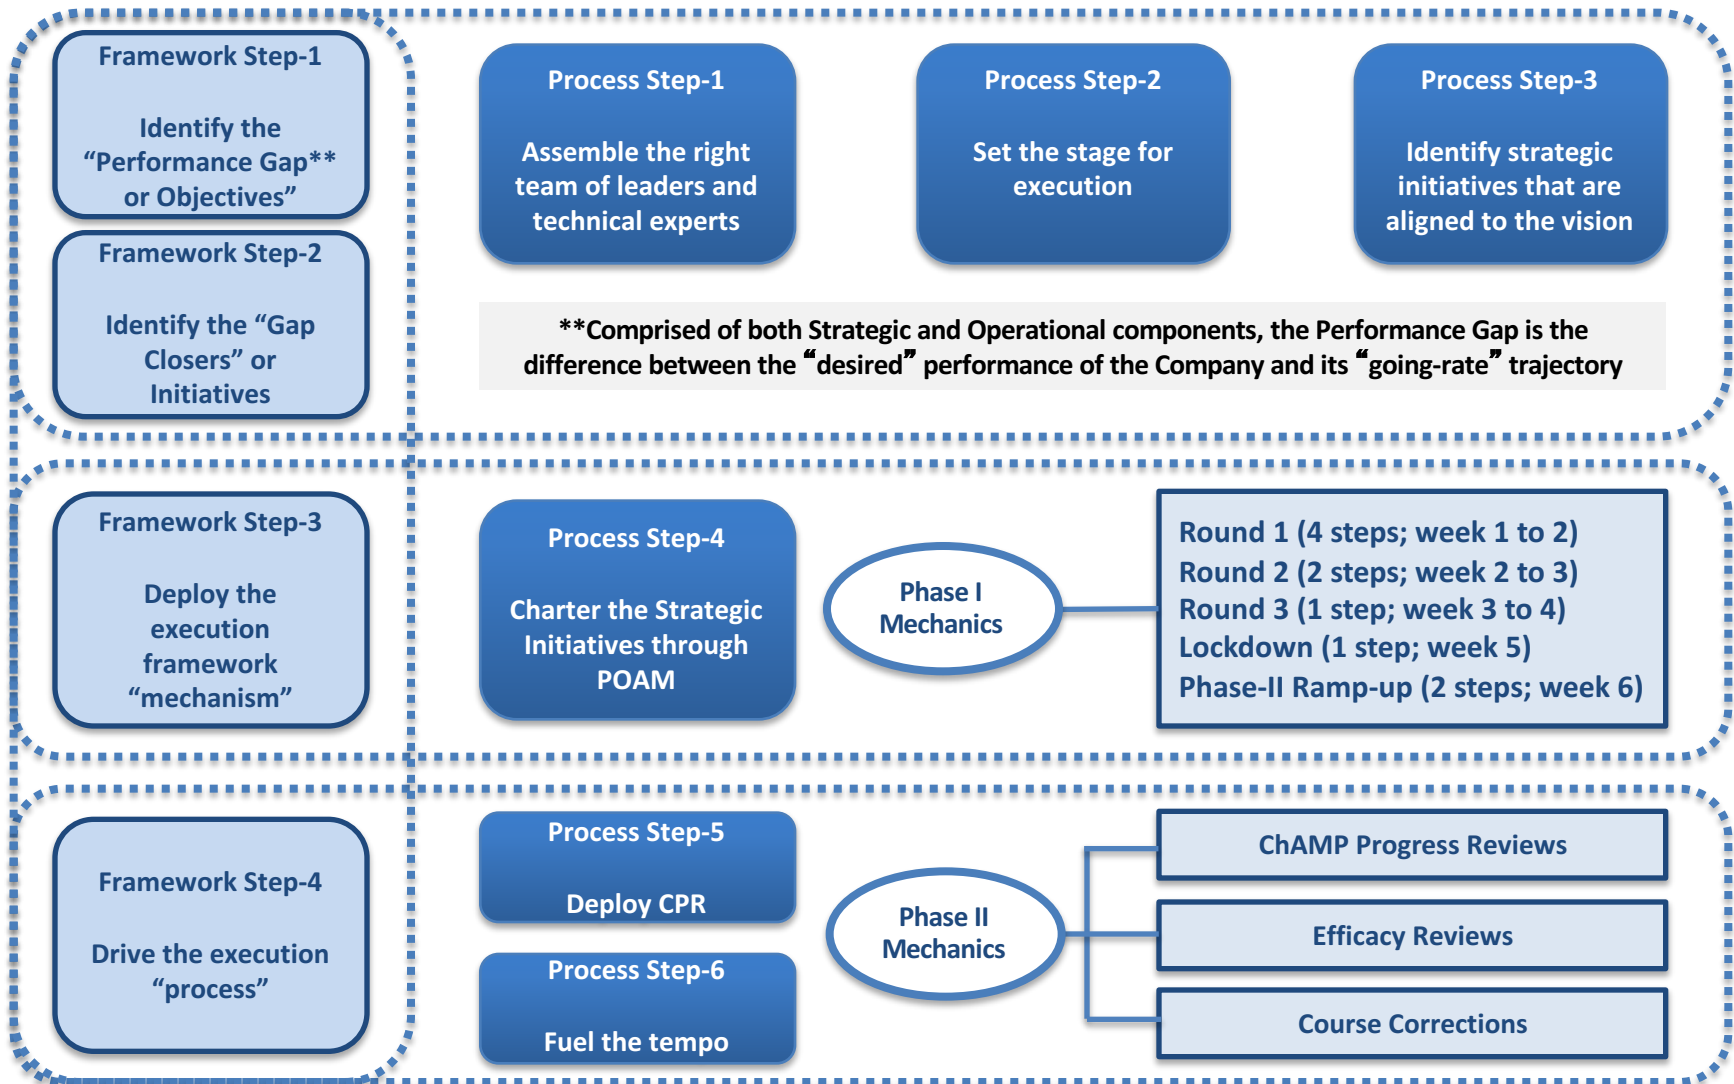 Framework Step-1
Identify the
“Performance Gap**
or Objectives”
Framework Step-2
Identify the “Gap
Closers” or
Initiatives
Process Step-1
Assemble the right
team of leaders and
technical experts
Process Step-2
Set the stage for
execution
Process Step-3
Identify strategic
initiatives that are
aligned to the vision
**Comprised of both Strategic and Operational components, the Performance Gap is the
difference between the “desired” performance of the Company and its “going-rate” trajectory
Framework Step-3
Deploy the
execution
framework
“mechanism”
Process Step-4
Charter the Strategic
Initiatives through
POAM
Phase I
Mechanics
Round 1 (4 steps; week 1 to 2)
Round 2 (2 steps; week 2 to 3)
Round 3 (1 step; week 3 to 4)
Lockdown (1 step; week 5)
Phase-II Ramp-up (2 steps; week 6)
Framework Step-4
Drive the execution
“process”
Process Step-5
Deploy CPR
Process Step-6
Fuel the tempo
Phase II
Mechanics
ChAMP Progress Reviews
Efficacy Reviews
Course Corrections